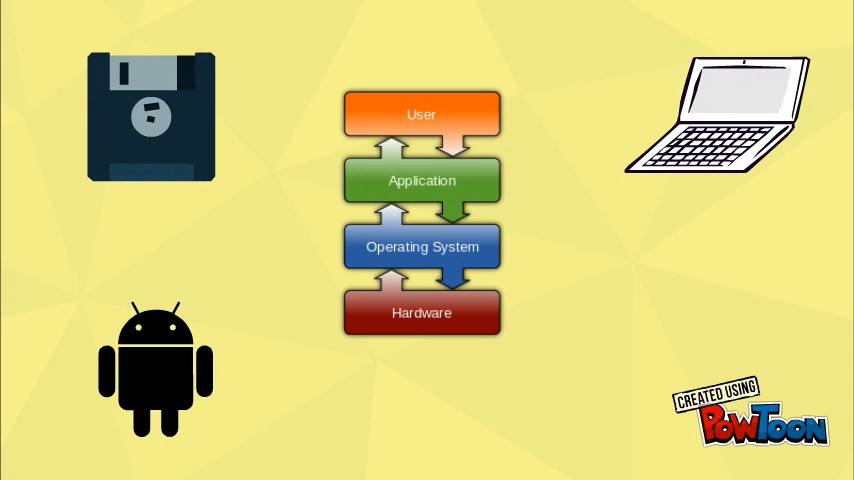 User
Application
Operating System
Hardware
CREATED USING
POWTOON